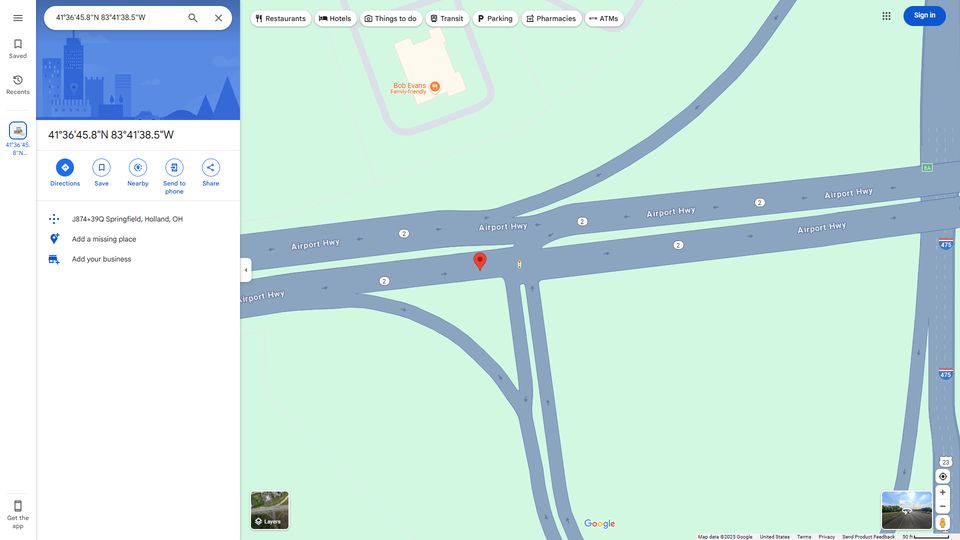 41°36'45.8"N 83°41'38.5"W
Restaurants
Hotels
Things to do
Transit
Parking
Pharmacies
ATMs
Sign in
Saved
Recents
41°36'45.
8"N...
41°36'45.8"N 83°41'38.5"W
Directions
Save
Nearby
Send to
phone
Share
J874+39Q Springfield, Holland, OH
Add a missing place
Add your business
Get the
app
Bob Evans
Family-friendly
8A
Airport Hwy
2
Airport Hwy
2
Airport Hwy
2
Airport Hwy
Airport Hwy
2
Airport Hwy
2
Airport Hwy
475
475
23
Layers
Google
Map data ©2025 Google
United States
Terms
Privacy
Send Product Feedback
50 ft